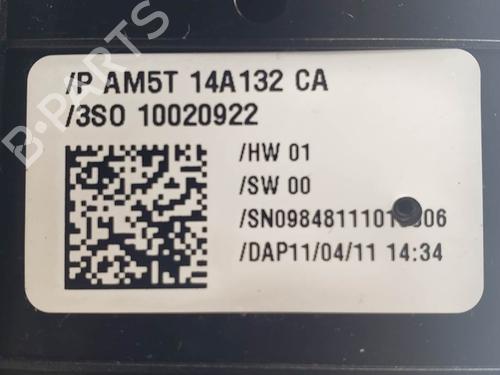 /P AM5T 14A132 CA
/3SO 10020922
/HW 01
/SW 00
/DAP11/04/11 14:34
B-PARTS